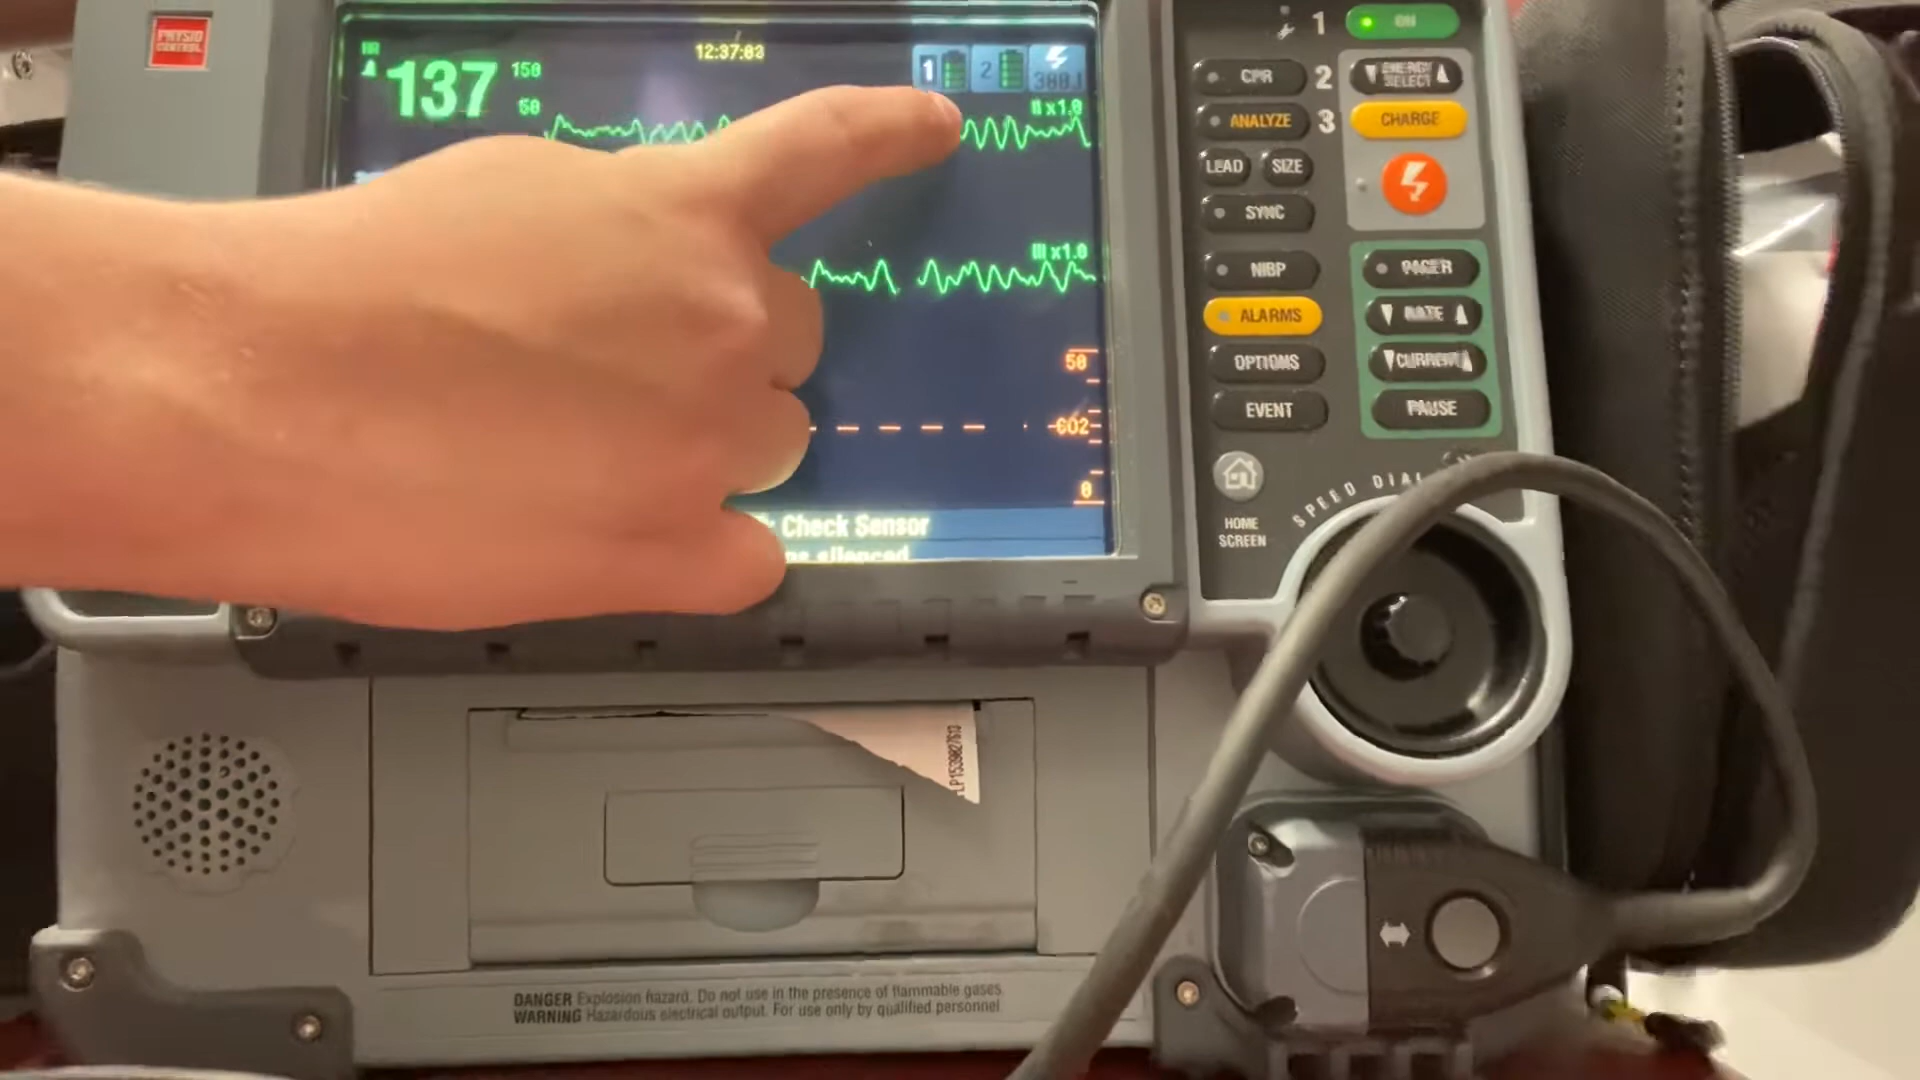 PHYSIO
CONTROL
HR
137
150
50
12:37:03
1
2
II x1.0
III x1.0
50
CO2
0
Check Sensor
silenced
1
ON
CPR
2
ENERGY
SELECT
ANALYZE
3
CHARGE
LEAD
SIZE
SYNC
NIBP
PACER
ALARMS
RATE
OPTIONS
CURRENT
EVENT
PAUSE
HOME
SCREEN
SPEED DIAL
DANGER Explosion hazard. Do not use in the presence of flammable gases.
WARNING Hazardous electrical output. For use only by qualified personnel.